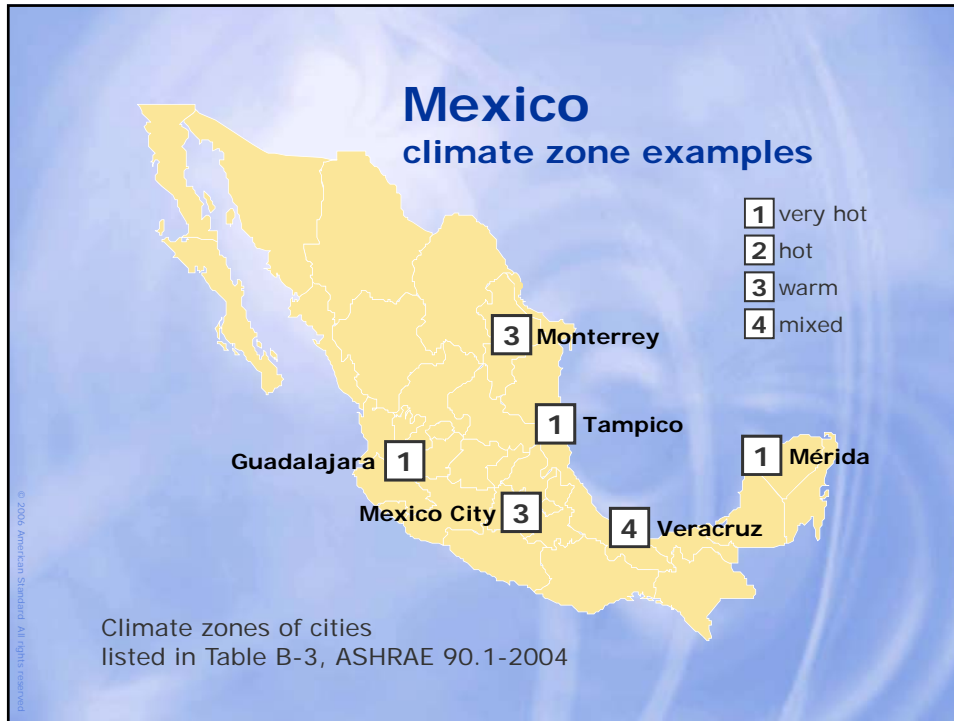 Mexico
climate zone examples
1 very hot
2 hot
3 warm
4 mixed
3 Monterrey
1 Tampico
Guadalajara 1
1 Mérida
Mexico City 3
4 Veracruz
Climate zones of cities
listed in Table B-3, ASHRAE 90.1-2004
© 2006 American Standard All rights reserved